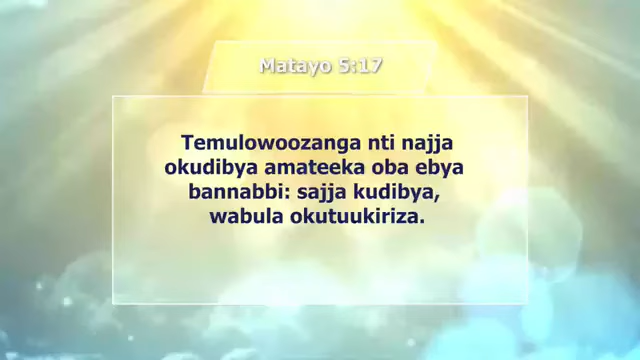 Matayo 5:17
Temulowoozanga nti najja
okudibya amateeka oba ebya
bannabbi: sajja kudibya,
wabula okutuukiriza.